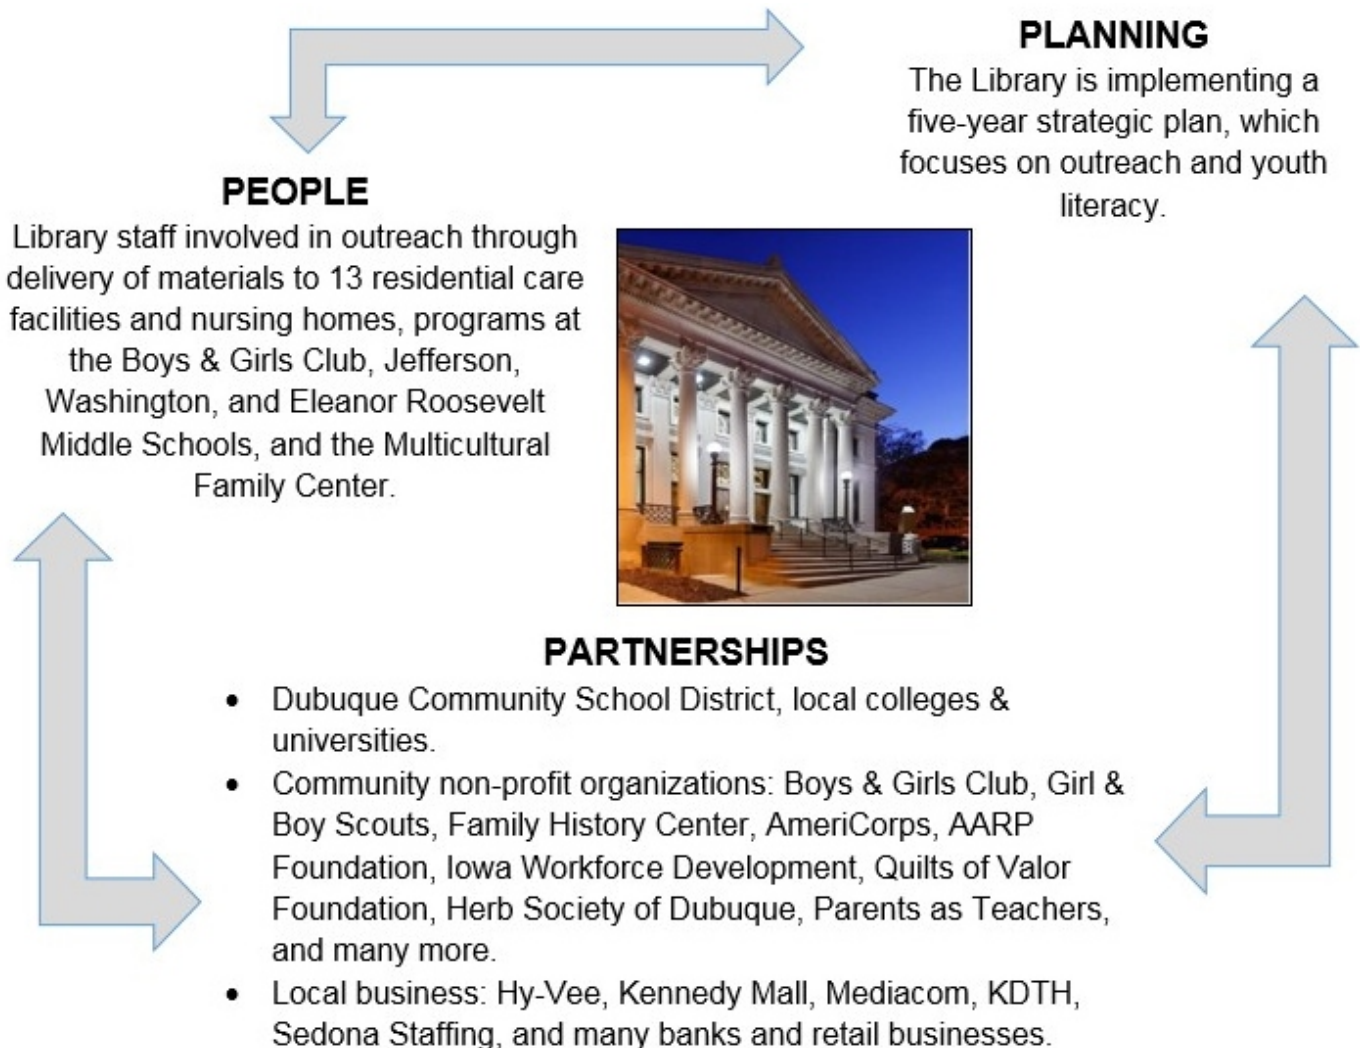 PLANNING
The Library is implementing a
five-year strategic plan, which
focuses on outreach and youth
literacy.
PEOPLE
Library staff involved in outreach through
delivery of materials to 13 residential care
facilities and nursing homes, programs at
the Boys & Girls Club, Jefferson,
Washington, and Eleanor Roosevelt
Middle Schools, and the Multicultural
Family Center.
PARTNERSHIPS
• Dubuque Community School District, local colleges &
universities.
• Community non-profit organizations: Boys & Girls Club, Girl &
Boy Scouts, Family History Center, AmeriCorps, AARP
Foundation, Iowa Workforce Development, Quilts of Valor
Foundation, Herb Society of Dubuque, Parents as Teachers,
and many more.
• Local business: Hy-Vee, Kennedy Mall, Mediacom, KDTH,
Sedona Staffing, and many banks and retail businesses.